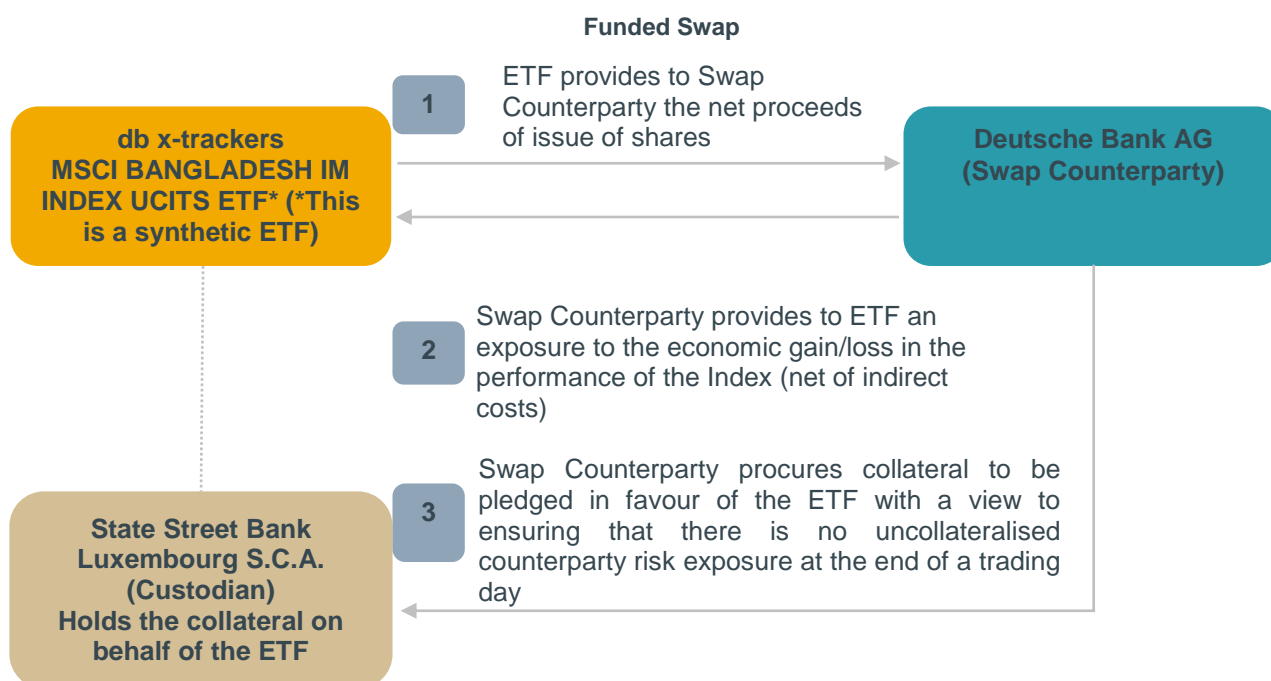 Funded Swap
1
ETF provides to Swap
Counterparty the net proceeds
of issue of shares
db x-trackers
MSCI BANGLADESH IM
INDEX UCITS ETF* (*This
is a synthetic ETF)
Deutsche Bank AG
(Swap Counterparty)
2
Swap Counterparty provides to ETF an
exposure to the economic gain/loss in the
performance of the Index (net of indirect
costs)
3
Swap Counterparty procures collateral to be
pledged in favour of the ETF with a view to
ensuring that there is no uncollateralised
counterparty risk exposure at the end of a trading
day
State Street Bank
Luxembourg S.C.A.
(Custodian)
Holds the collateral on
behalf of the ETF